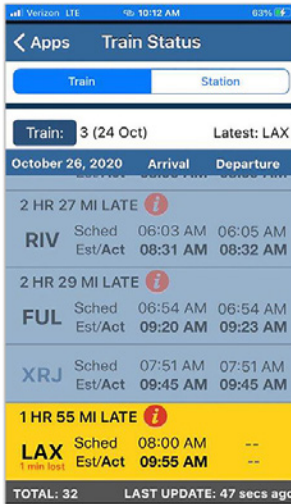 Verizon LTE 10:12 AM 63%
Apps Train Status
Train Station
Train: 3 (24 Oct) Latest: LAX
October 26, 2020 Arrival Departure
2 HR 27 MI LATE i
RIV Sched 06:03 AM 06:05 AM
Est/Act 08:31 AM 08:32 AM
2 HR 29 MI LATE i
FUL Sched 06:54 AM 06:54 AM
Est/Act 09:20 AM 09:23 AM
XRJ Sched 07:51 AM 07:51 AM
Est/Act 09:45 AM 09:45 AM
1 HR 55 MI LATE i
LAX Sched 08:00 AM --
1 min lost Est/Act 09:55 AM --
TOTAL: 32 LAST UPDATE: 47 secs ago